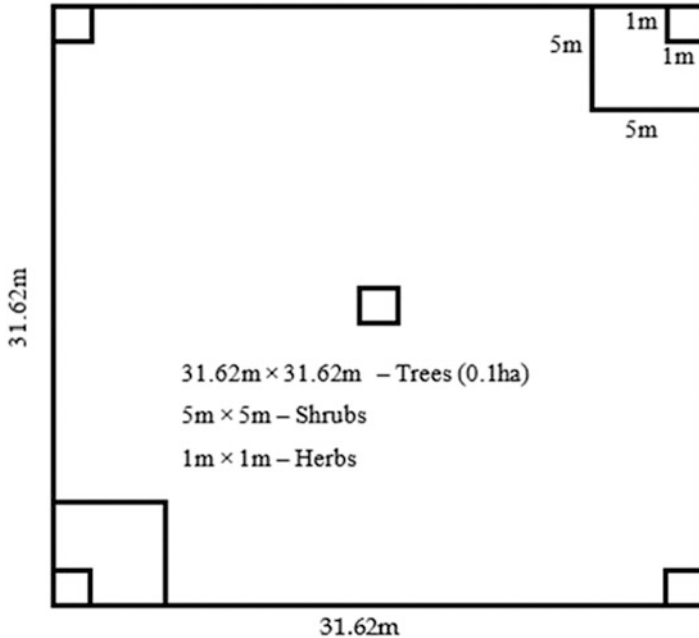 1m
5m
1m
5m
31.62m
31.62m × 31.62m – Trees (0.1ha)
5m × 5m – Shrubs
1m × 1m – Herbs
31.62m